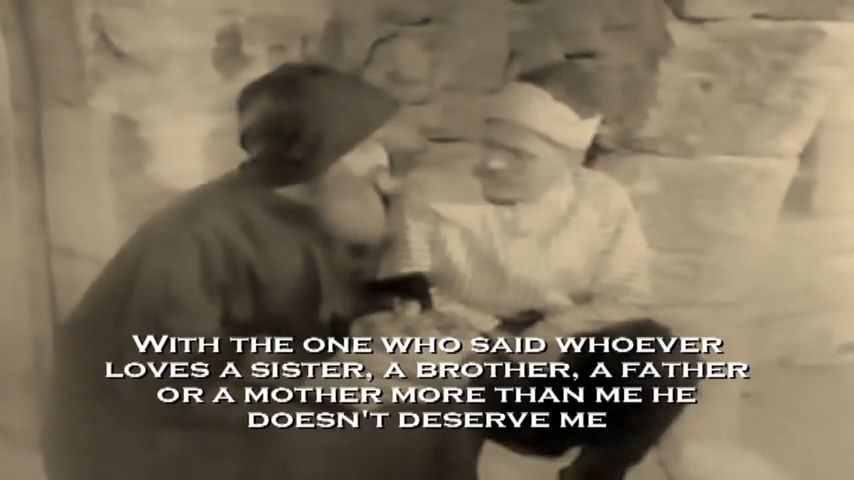 WITH THE ONE WHO SAID WHOEVER
LOVES A SISTER, A BROTHER, A FATHER
OR A MOTHER MORE THAN ME HE
DOESN'T DESERVE ME